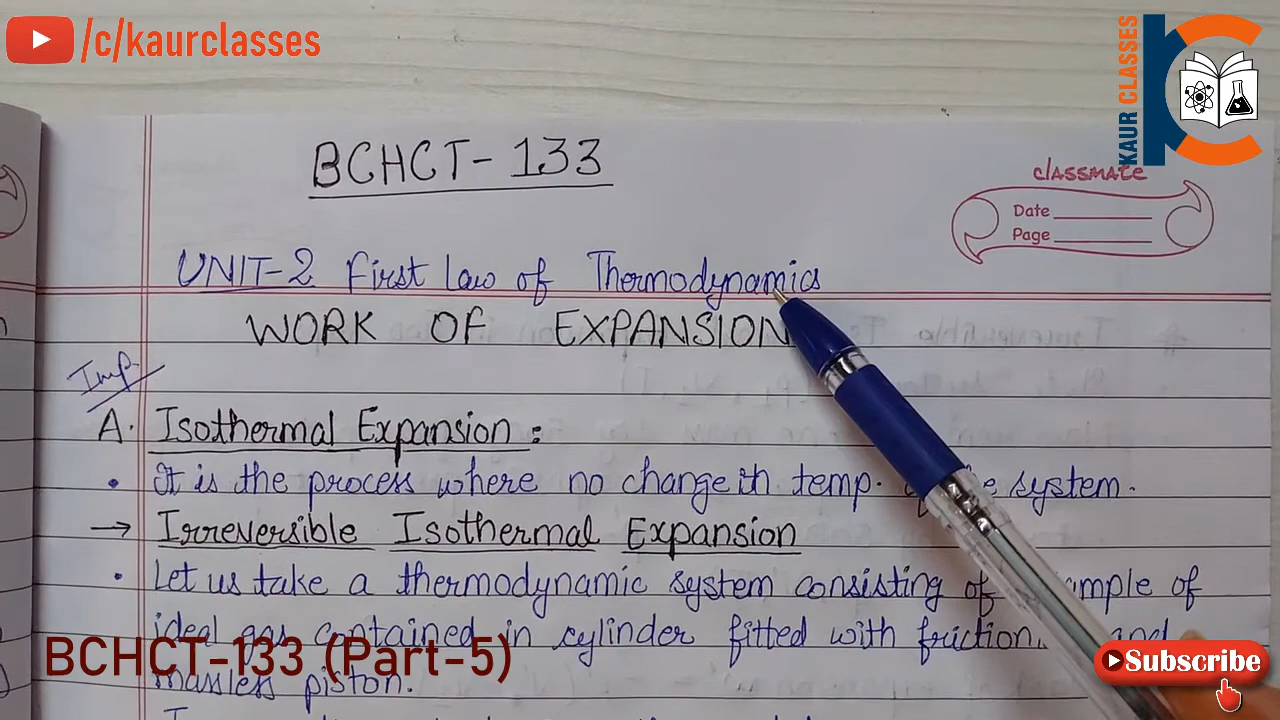 /c/kaurclasses
KAUR CLASSES
BCHCT-133
classmate
Date
Page
UNIT-2 First Law of Thermodynamics
WORK OF EXPANSION
Imp.
A. Isothermal Expansion :
• It is the process where no change in temp. system.
→ Irreversible Isothermal Expansion
• Let us take a thermodynamic system consisting of of
ideal gas contained in cylinder fitted with and
massless piston.
BCHCT-133 (Part-5)
Subscribe